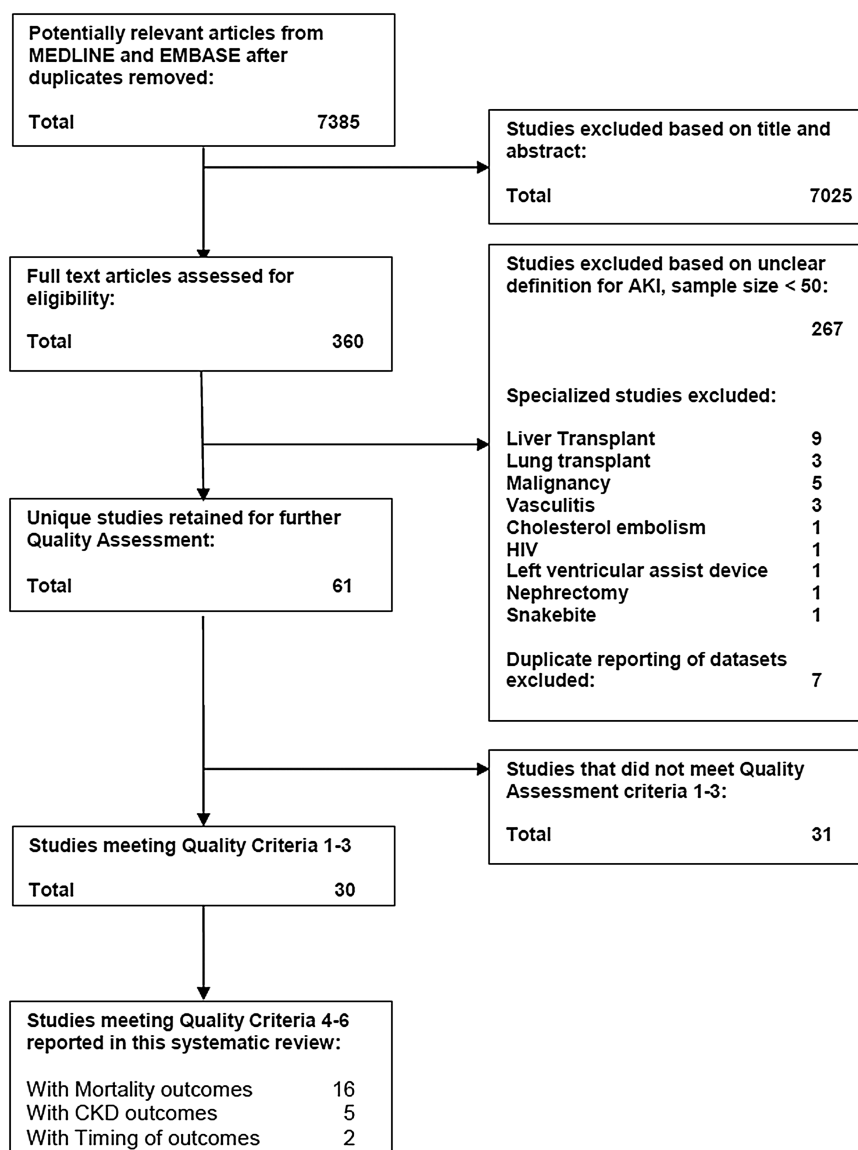 Potentially relevant articles from
MEDLINE and EMBASE after
duplicates removed:
Total 7385
Studies excluded based on title and
abstract:
Total 7025
Full text articles assessed for
eligibility:
Total 360
Studies excluded based on unclear
definition for AKI, sample size < 50:
267
Specialized studies excluded:
Liver Transplant 9
Lung transplant 3
Malignancy 5
Vasculitis 3
Cholesterol embolism 1
HIV 1
Left ventricular assist device 1
Nephrectomy 1
Snakebite 1
Duplicate reporting of datasets
excluded: 7
Unique studies retained for further
Quality Assessment:
Total 61
Studies that did not meet Quality
Assessment criteria 1-3:
Total 31
Studies meeting Quality Criteria 1-3
Total 30
Studies meeting Quality Criteria 4-6
reported in this systematic review:
With Mortality outcomes 16
With CKD outcomes 5
With Timing of outcomes 2